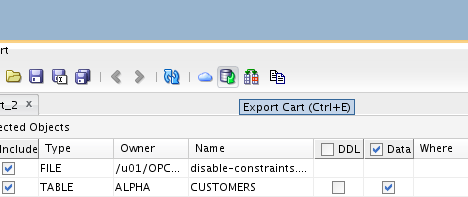 rt
Export Cart (Ctrl+E)
rt_2 x
ected Objects
Include Type Owner Name DDL Data Where
FILE /u01/OPC... disable-constraints....
TABLE ALPHA CUSTOMERS